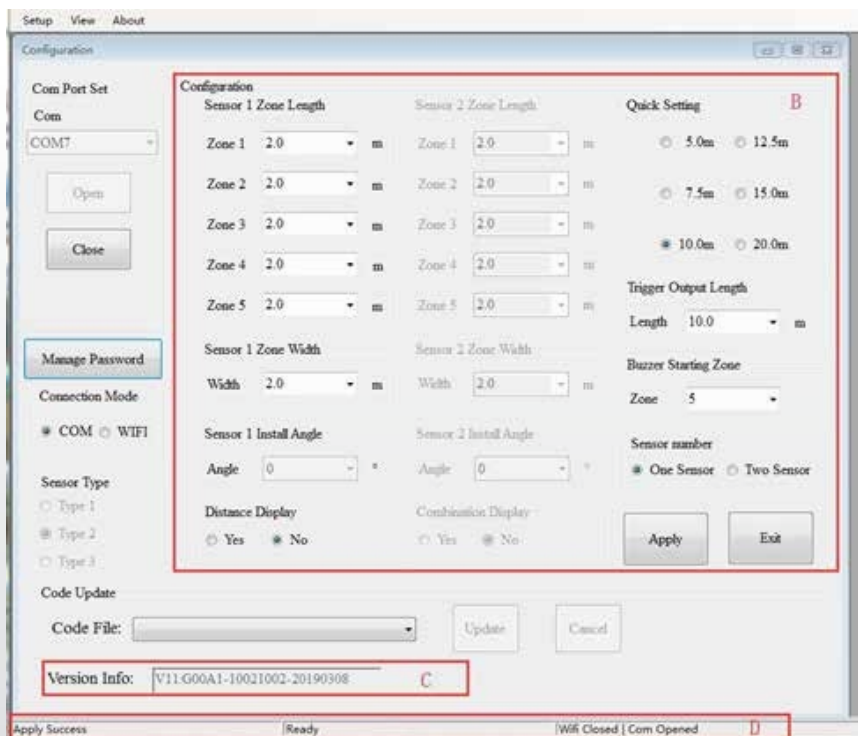 Setup View About
Configuration
Com Port Set
Com
COM7
Open
Close
Manage Password
Connection Mode
COM WIFI
Sensor Type
Type 1
Type 2
Type 3
Configuration
B
Sensor 1 Zone Length
Zone 1 2.0 m
Zone 2 2.0 m
Zone 3 2.0 m
Zone 4 2.0 m
Zone 5 2.0 m
Sensor 1 Zone Width
Width 2.0 m
Sensor 1 Install Angle
Angle 0 °
Distance Display
Yes No
Sensor 2 Zone Length
Zone 1 2.0 m
Zone 2 2.0 m
Zone 3 2.0 m
Zone 4 2.0 m
Zone 5 2.0 m
Sensor 2 Zone Width
Width 2.0 m
Sensor 2 Install Angle
Angle 0 °
Combination Display
Yes No
Quick Setting
5.0m 12.5m
7.5m 15.0m
10.0m 20.0m
Trigger Output Length
Length 10.0 m
Buzzer Starting Zone
Zone 5
Sensor number
One Sensor Two Sensor
Apply Exit
Code Update
Code File: Update Cancel
Version Info: V11:G00A1-10021002-20190308 C
Apply Success Ready Wifi Closed | Com Opened D